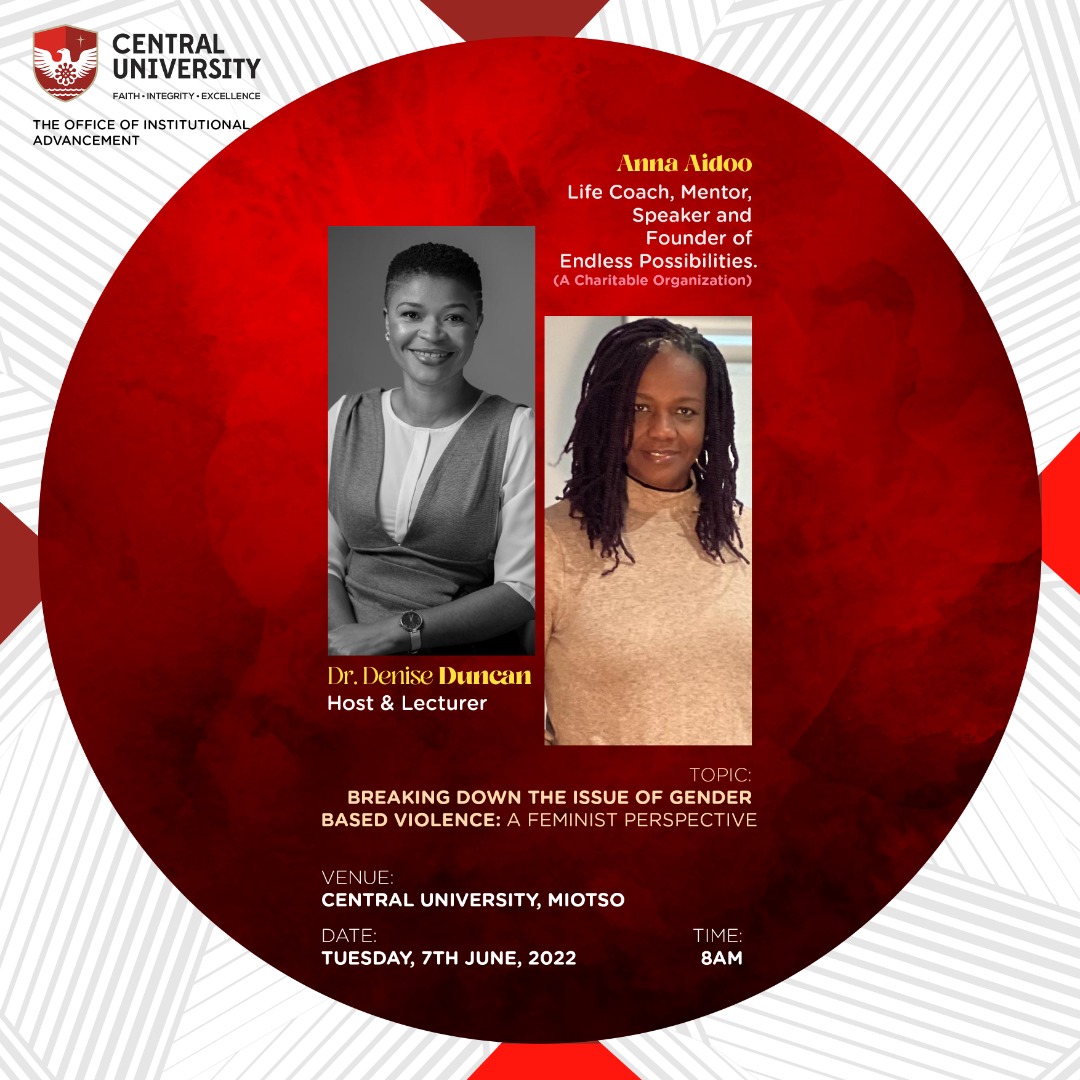 CENTRAL
UNIVERSITY
FAITH • INTEGRITY • EXCELLENCE
THE OFFICE OF INSTITUTIONAL
ADVANCEMENT
Anna Aidoo
Life Coach, Mentor,
Speaker and
Founder of
Endless Possibilities.
(A Charitable Organization)
Dr. Denise Duncan
Host & Lecturer
TOPIC:
BREAKING DOWN THE ISSUE OF GENDER
BASED VIOLENCE: A FEMINIST PERSPECTIVE
VENUE:
CENTRAL UNIVERSITY, MIOTSO
DATE:
TUESDAY, 7TH JUNE, 2022
TIME:
8AM